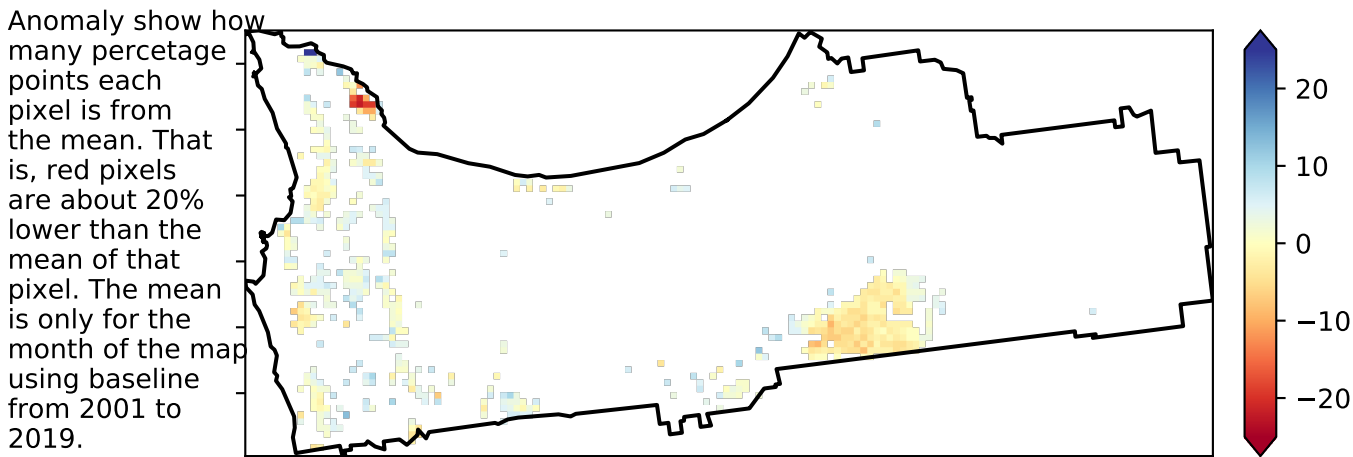 Anomaly show how
many percetage
points each
pixel is from
the mean. That
is, red pixels
are about 20%
lower than the
mean of that
pixel. The mean
is only for the
month of the map
using baseline
from 2001 to
2019.
20
10
0
−10
−20